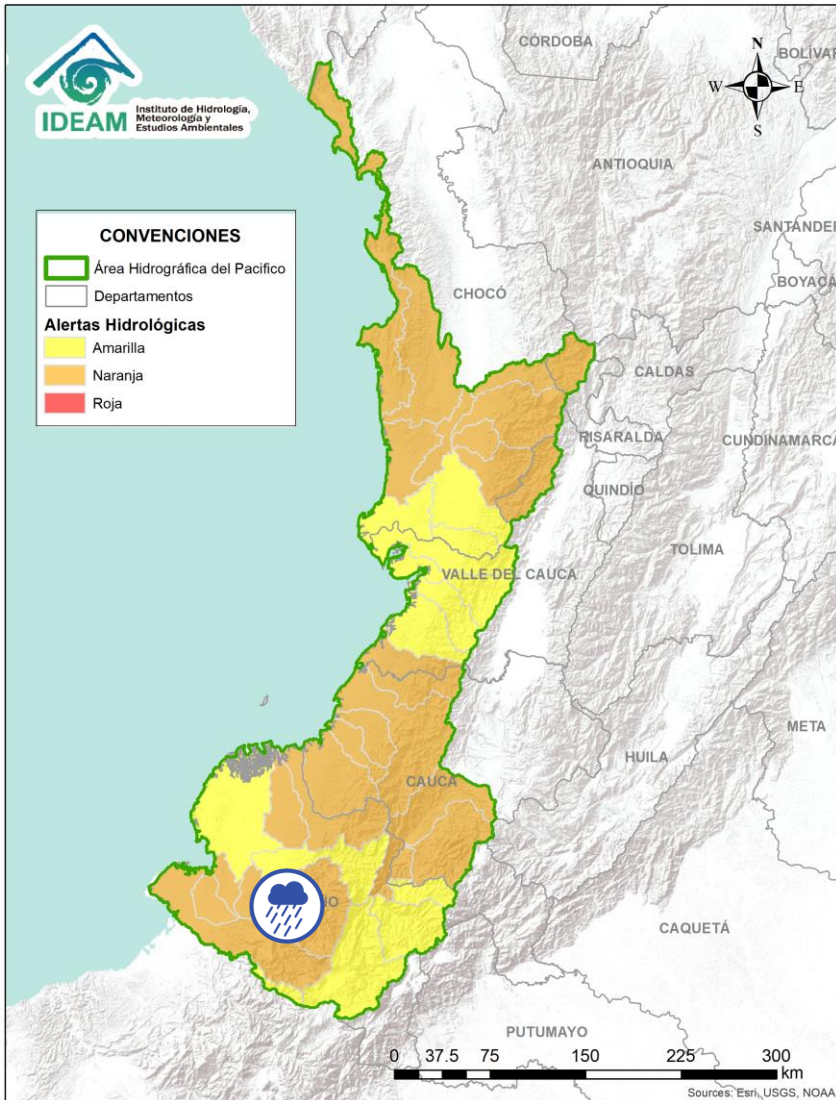 IDEAM
Instituto de Hidrología,
Meteorología y
Estudios Ambientales
CONVENCIONES
Área Hidrográfica del Pacifico
Departamentos
Alertas Hidrológicas
Amarilla
Naranja
Roja
N
W E
S
CÓRDOBA
BOLÍVAR
ANTIOQUIA
SANTANDER
BOYACÁ
CHOCÓ
CALDAS
RISARALDA
CUNDINAMARCA
QUINDÍO
TOLIMA
VALLE DEL CAUCA
META
HUILA
CAUCA
CAQUETÁ
PUTUMAYO
0 37.5 75 150 225 300
km
Sources: Esri, USGS, NOAA